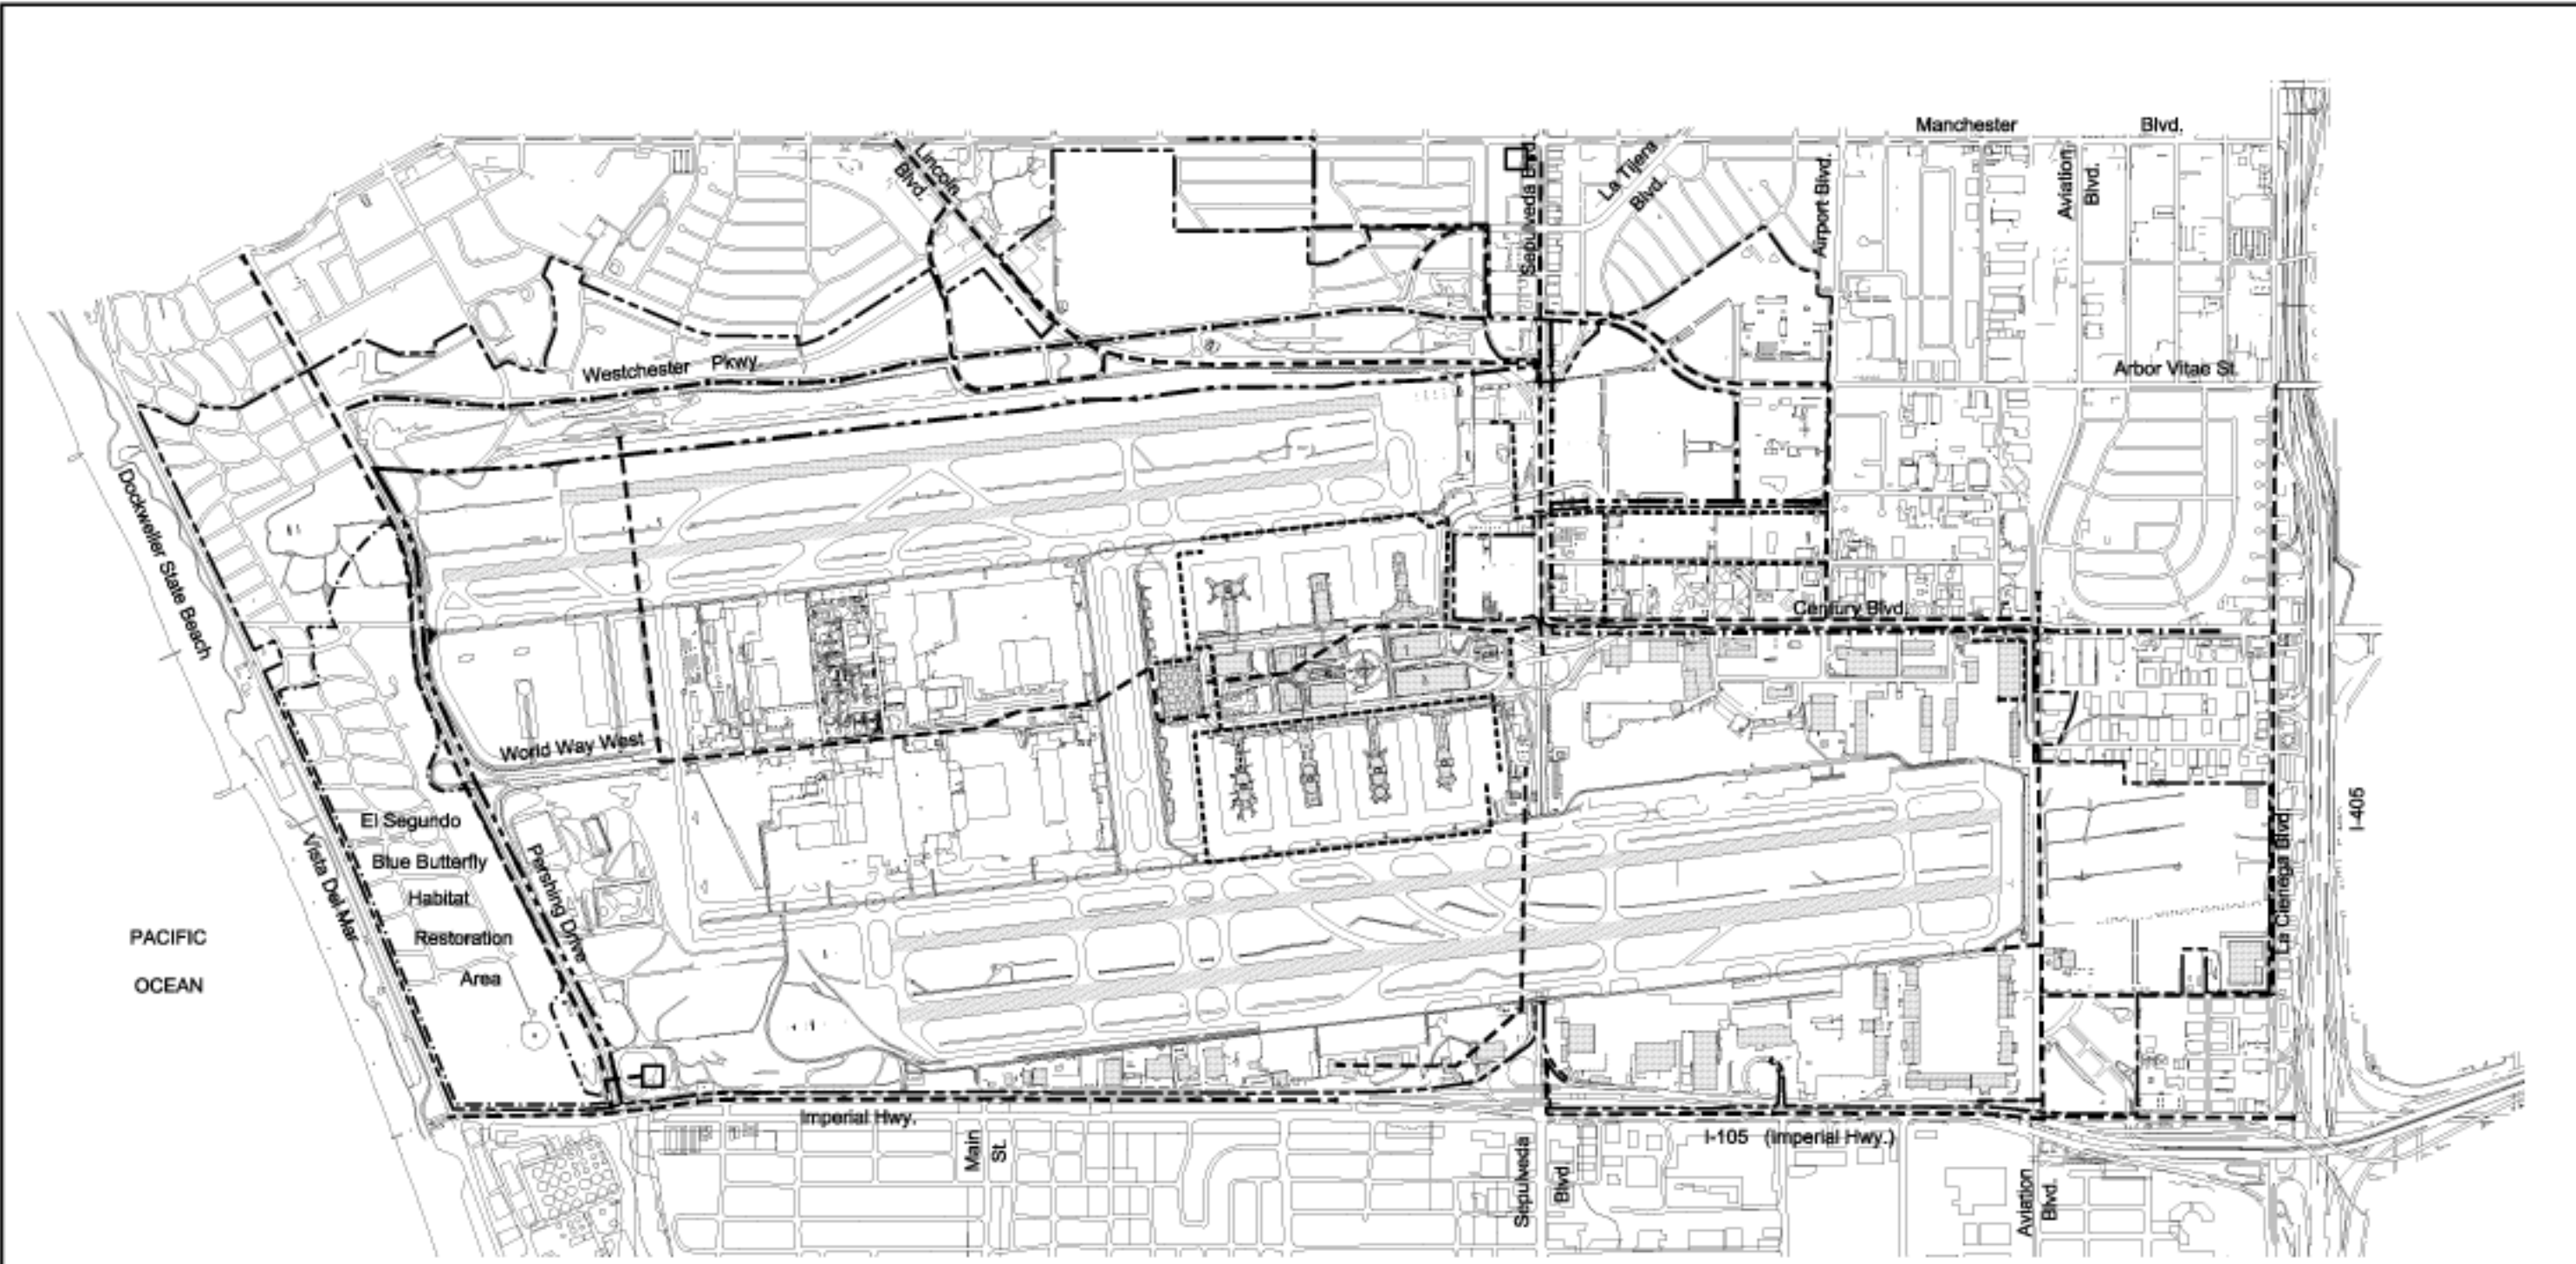 Manchester Blvd.
Lincoln
Blvd.
Sepulveda Blvd.
La Tijera
Blvd.
Airport Blvd.
Aviation
Blvd.
Westchester Pkwy.
Arbor Vitae St.
Dockweiler State Beach
Century Blvd.
World Way West
El Segundo
Blue Butterfly
Habitat
Restoration
Area
Vista Del Mar
Pershing Drive
PACIFIC
OCEAN
I-405
La Cienega Blvd.
Imperial Hwy.
Main
St.
Sepulveda
Blvd.
I-105 (Imperial Hwy.)
Aviation
Blvd.